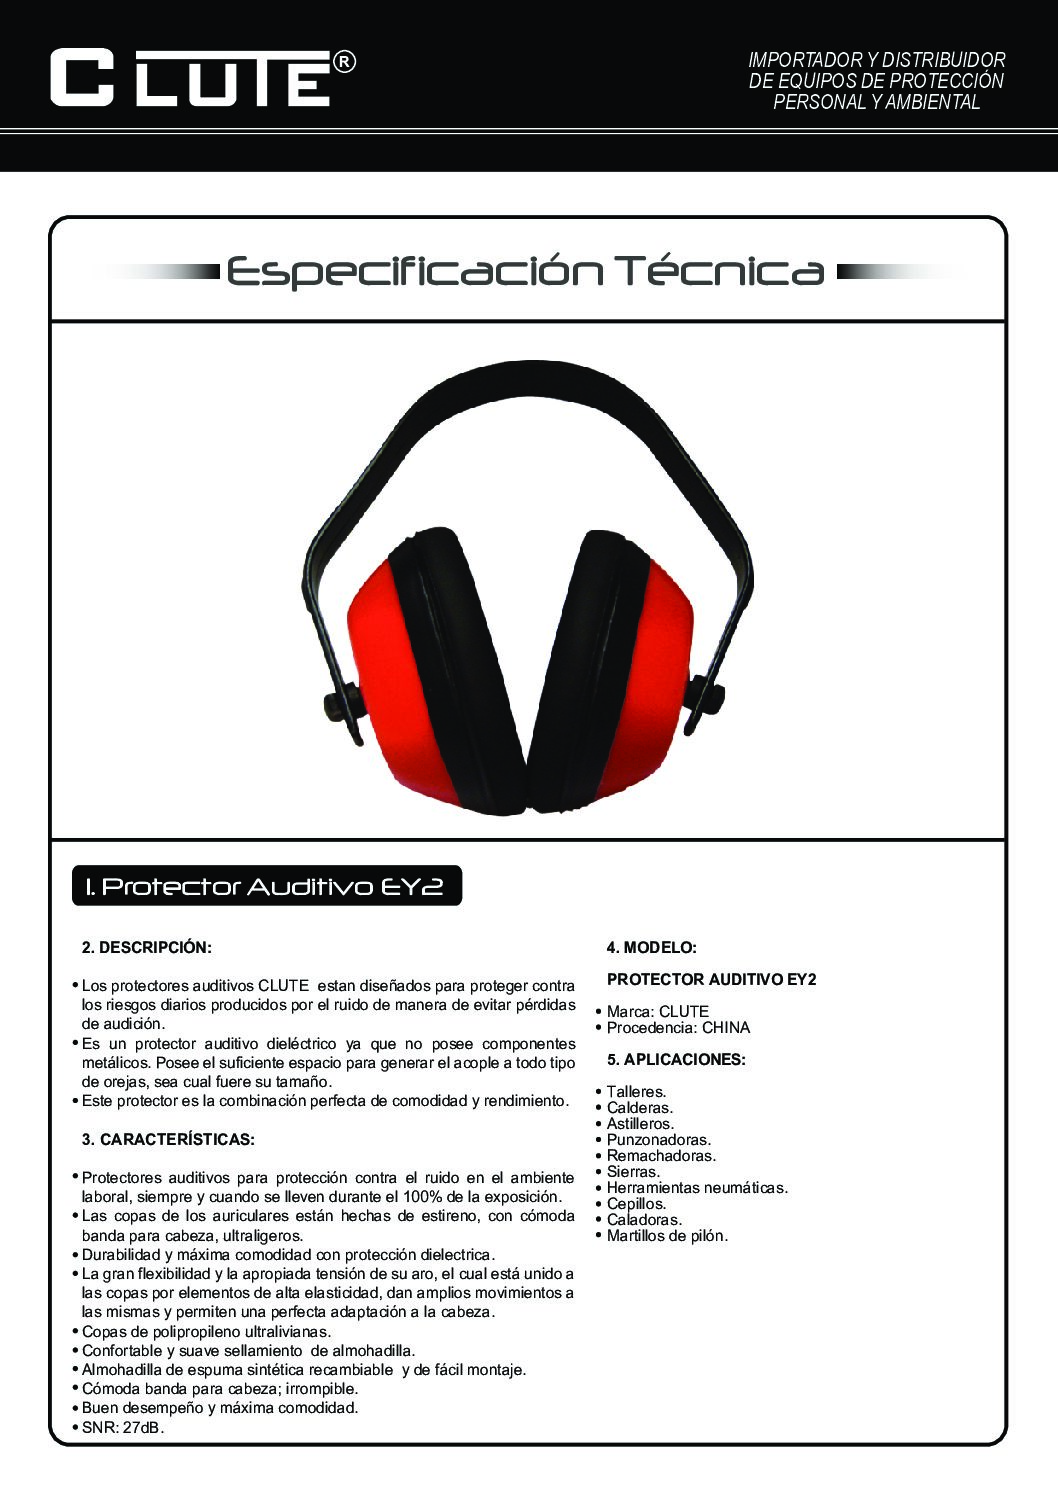 CLUTE®
IMPORTADOR Y DISTRIBUIDOR
DE EQUIPOS DE PROTECCIÓN
PERSONAL Y AMBIENTAL
Especificación Técnica
1. Protector Auditivo EY2
2. DESCRIPCIÓN:
• Los protectores auditivos CLUTE estan diseñados para proteger contra
los riesgos diarios producidos por el ruido de manera de evitar pérdidas
de audición.
• Es un protector auditivo dieléctrico ya que no posee componentes
metálicos. Posee el suficiente espacio para generar el acople a todo tipo
de orejas, sea cual fuere su tamaño.
• Este protector es la combinación perfecta de comodidad y rendimiento.
3. CARACTERÍSTICAS:
• Protectores auditivos para protección contra el ruido en el ambiente
laboral, siempre y cuando se lleven durante el 100% de la exposición.
• Las copas de los auriculares están hechas de estireno, con cómoda
banda para cabeza, ultraligeros.
• Durabilidad y máxima comodidad con protección dielectrica.
• La gran flexibilidad y la apropiada tensión de su aro, el cual está unido a
las copas por elementos de alta elasticidad, dan amplios movimientos a
las mismas y permiten una perfecta adaptación a la cabeza.
• Copas de polipropileno ultralivianas.
• Confortable y suave sellamiento de almohadilla.
• Almohadilla de espuma sintética recambiable y de fácil montaje.
• Cómoda banda para cabeza; irrompible.
• Buen desempeño y máxima comodidad.
• SNR: 27dB.
4. MODELO:
PROTECTOR AUDITIVO EY2
• Marca: CLUTE
• Procedencia: CHINA
5. APLICACIONES:
• Talleres.
• Calderas.
• Astilleros.
• Punzonadoras.
• Remachadoras.
• Sierras.
• Herramientas neumáticas.
• Cepillos.
• Caladoras.
• Martillos de pilón.